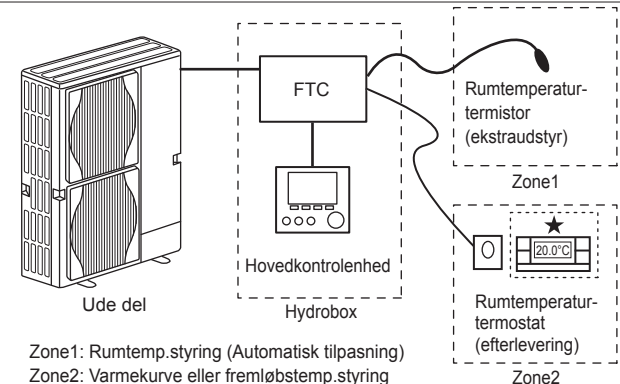 FTC
Rumtemperatur-
termistor
(ekstraudstyr)
Zone1
Hovedkontrolenhed
20.0°C
Ude del
Hydrobox
Rumtemperatur-
termostat
(efterlevering)
Zone2
Zone1: Rumtemp.styring (Automatisk tilpasning)
Zone2: Varmekurve eller fremløbstemp.styring